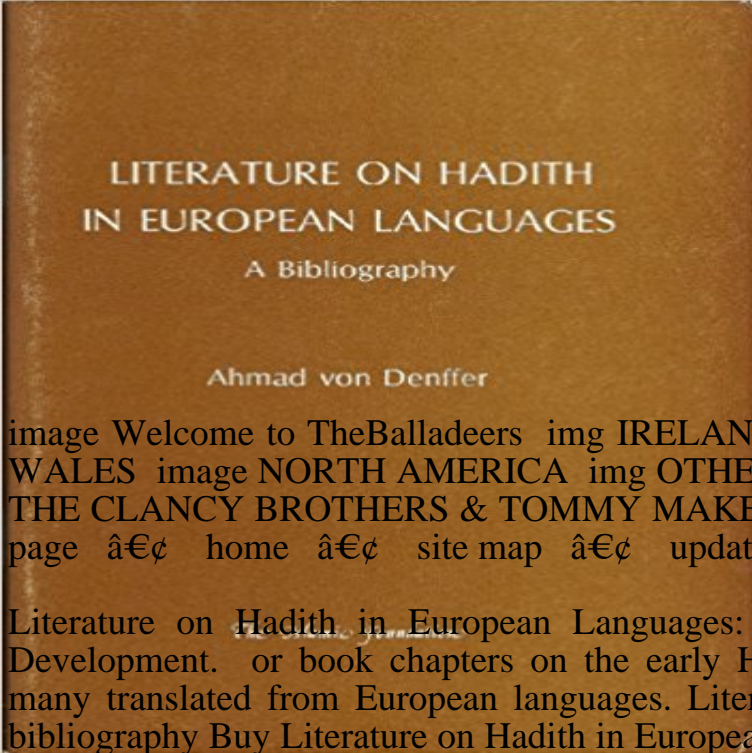 LITERATURE ON HADITH
IN EUROPEAN LANGUAGES
A Bibliography
Ahmad von Denffer
image Welcome to TheBalladeers img IRELAN
WALES image NORTH AMERICA img OTHE
THE CLANCY BROTHERS & TOMMY MAKE
page • home • site map • updat
The Islamic Foundation
Literature on Hadith in European Languages:
Development. or book chapters on the early H
many translated from European languages. Liter
bibliography Buy Literature on Hadith in Europea